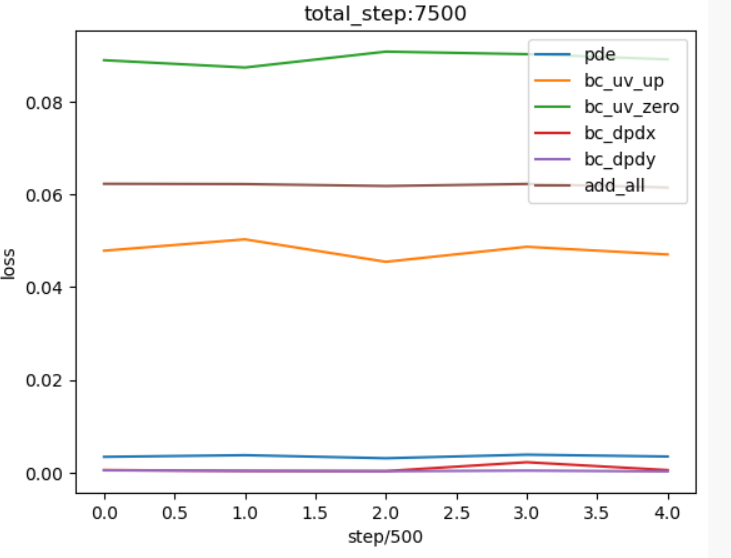 total_step:7500
pde
bc_uv_up
bc_uv_zero
bc_dpdx
bc_dpdy
add_all
0.08
0.06
0.04
0.02
0.00
loss
0.0 0.5 1.0 1.5 2.0 2.5 3.0 3.5 4.0
step/500